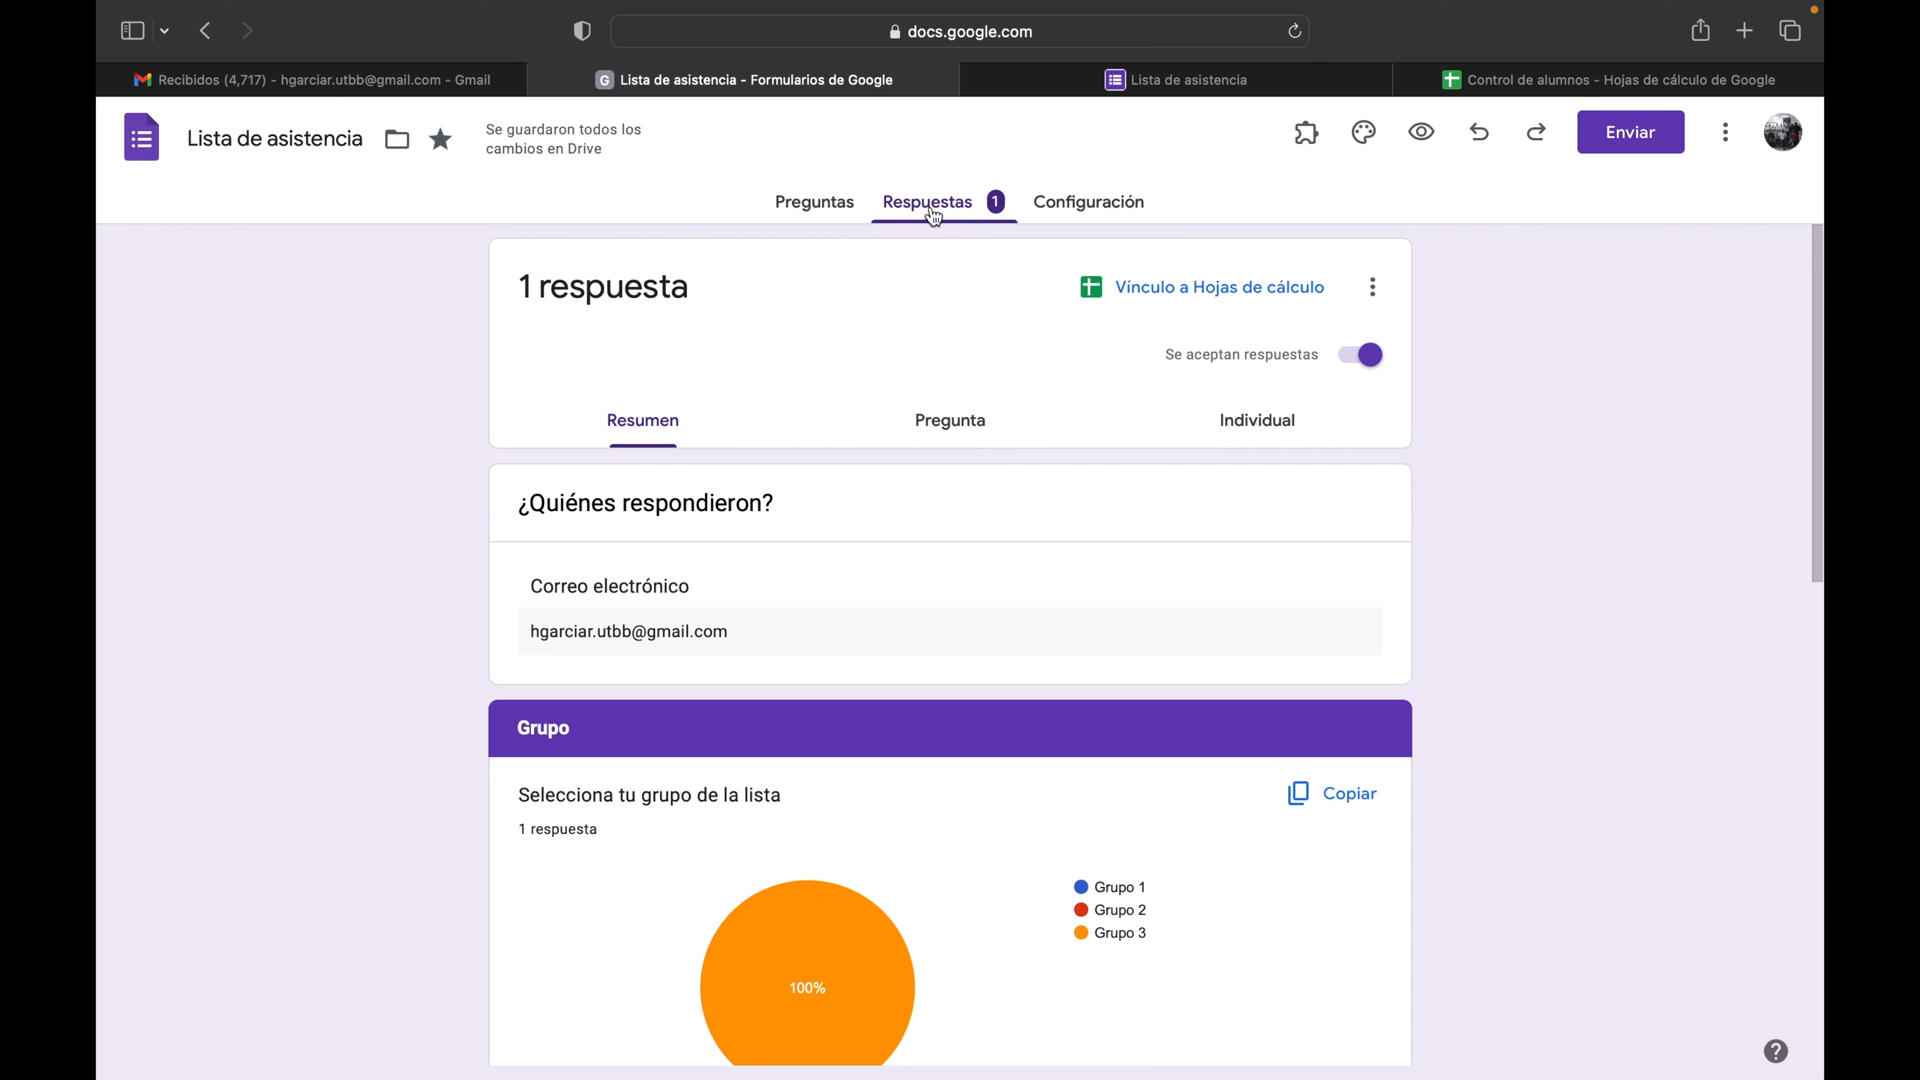 docs.google.com
Recibidos (4,717) - hgarciar.utbb@gmail.com - Gmail
G Lista de asistencia - Formularios de Google
Lista de asistencia
Control de alumnos - Hojas de cálculo de Google
Lista de asistencia
Se guardaron todos los
cambios en Drive
Enviar
Preguntas
Respuestas 1
Configuración
1 respuesta
Vínculo a Hojas de cálculo
Se aceptan respuestas
Resumen
Pregunta
Individual
¿Quiénes respondieron?
Correo electrónico
hgarciar.utbb@gmail.com
Grupo
Selecciona tu grupo de la lista
Copiar
1 respuesta
Grupo 1
Grupo 2
Grupo 3
100%
?